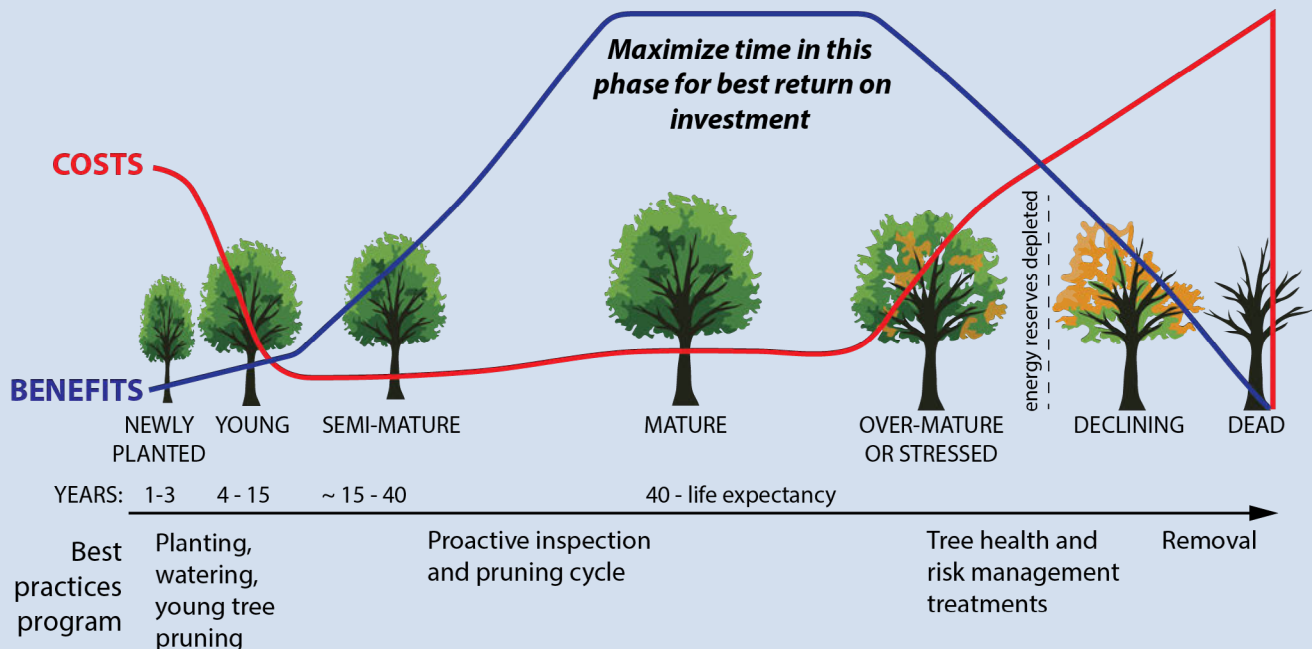 Maximize time in this
phase for best return on
investment
COSTS
BENEFITS
energy reserves depleted
NEWLY
PLANTED
YOUNG
SEMI-MATURE
MATURE
OVER-MATURE
OR STRESSED
DECLINING
DEAD
YEARS: 1-3 4 - 15 ~ 15 - 40 40 - life expectancy
Best
practices
program
Planting,
watering,
young tree
pruning
Proactive inspection
and pruning cycle
Tree health and
risk management
treatments
Removal